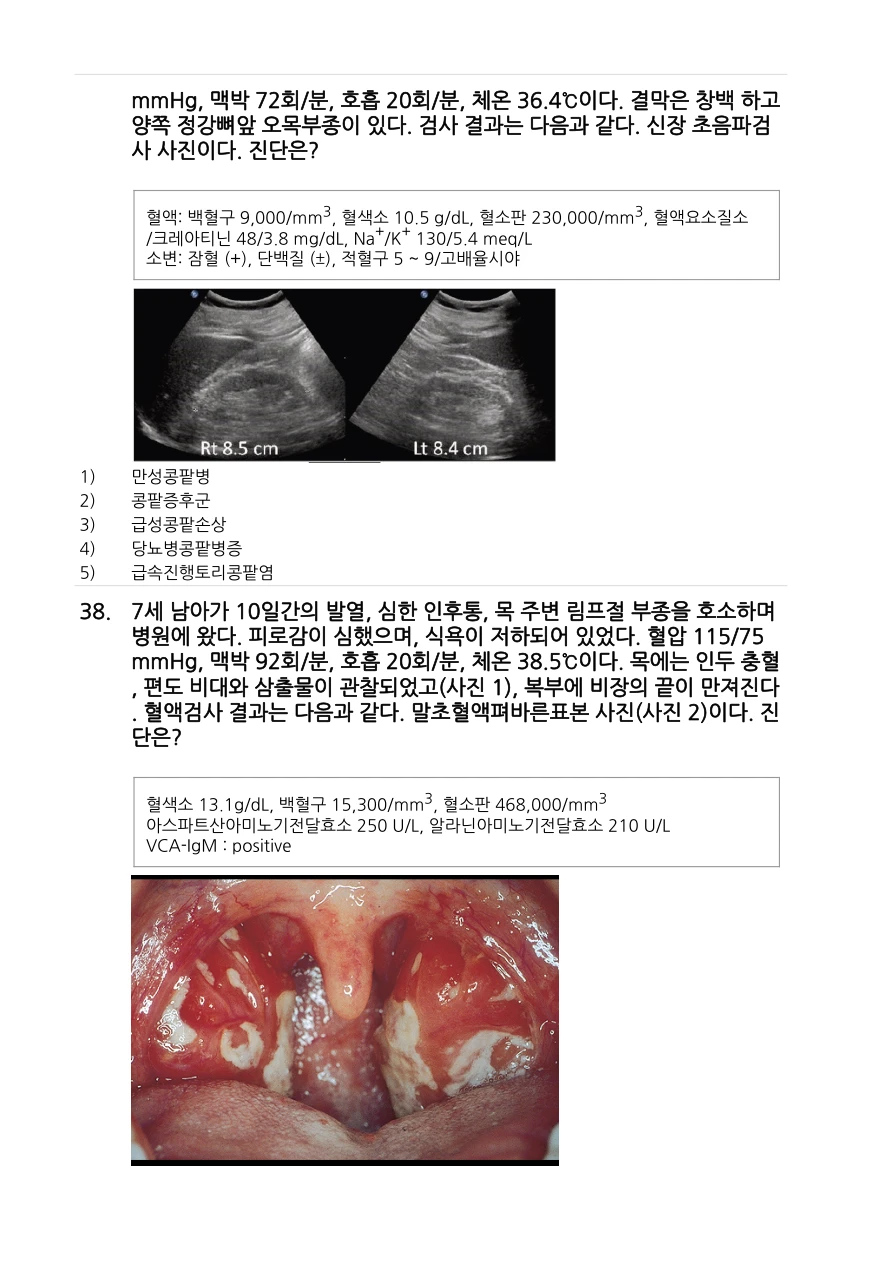 mmHg, 맥박 72회/분, 호흡 20회/분, 체온 36.4℃이다. 결막은 창백 하고
양쪽 정강뼈앞 오목부종이 있다. 검사 결과는 다음과 같다. 신장 초음파검
사 사진이다. 진단은?
혈액: 백혈구 9,000/mm3, 혈색소 10.5 g/dL, 혈소판 230,000/mm3, 혈액요소질소
/크레아티닌 48/3.8 mg/dL, Na+/K+ 130/5.4 meq/L
소변: 잠혈 (+), 단백질 (±), 적혈구 5 ~ 9/고배율시야
Rt 8.5 cm Lt 8.4 cm
1) 만성콩팥병
2) 콩팥증후군
3) 급성콩팥손상
4) 당뇨병콩팥병증
5) 급속진행토리콩팥염
38. 7세 남아가 10일간의 발열, 심한 인후통, 목 주변 림프절 부종을 호소하며
병원에 왔다. 피로감이 심했으며, 식욕이 저하되어 있었다. 혈압 115/75
mmHg, 맥박 92회/분, 호흡 20회/분, 체온 38.5℃이다. 목에는 인두 충혈
, 편도 비대와 삼출물이 관찰되었고(사진 1), 복부에 비장의 끝이 만져진다
. 혈액검사 결과는 다음과 같다. 말초혈액펴바른표본 사진(사진 2)이다. 진
단은?
혈색소 13.1g/dL, 백혈구 15,300/mm3, 혈소판 468,000/mm3
아스파트산아미노기전달효소 250 U/L, 알라닌아미노기전달효소 210 U/L
VCA-IgM : positive